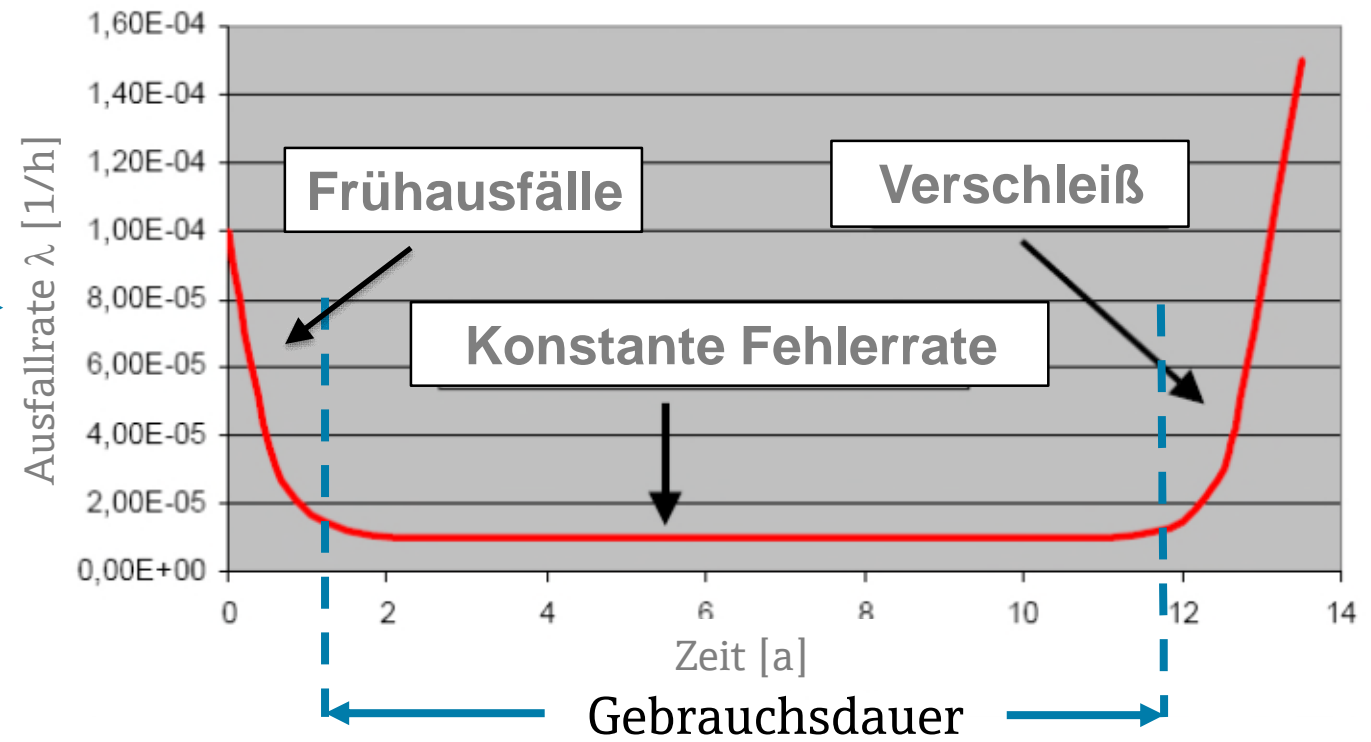 1,60E-04
1,40E-04
1,20E-04
1,00E-04
8,00E-05
6,00E-05
4,00E-05
2,00E-05
0,00E+00
Ausfallrate λ [1/h]
Frühausfälle
Verschleiß
Konstante Fehlerrate
0 2 4 6 8 10 12 14
Zeit [a]
Gebrauchsdauer